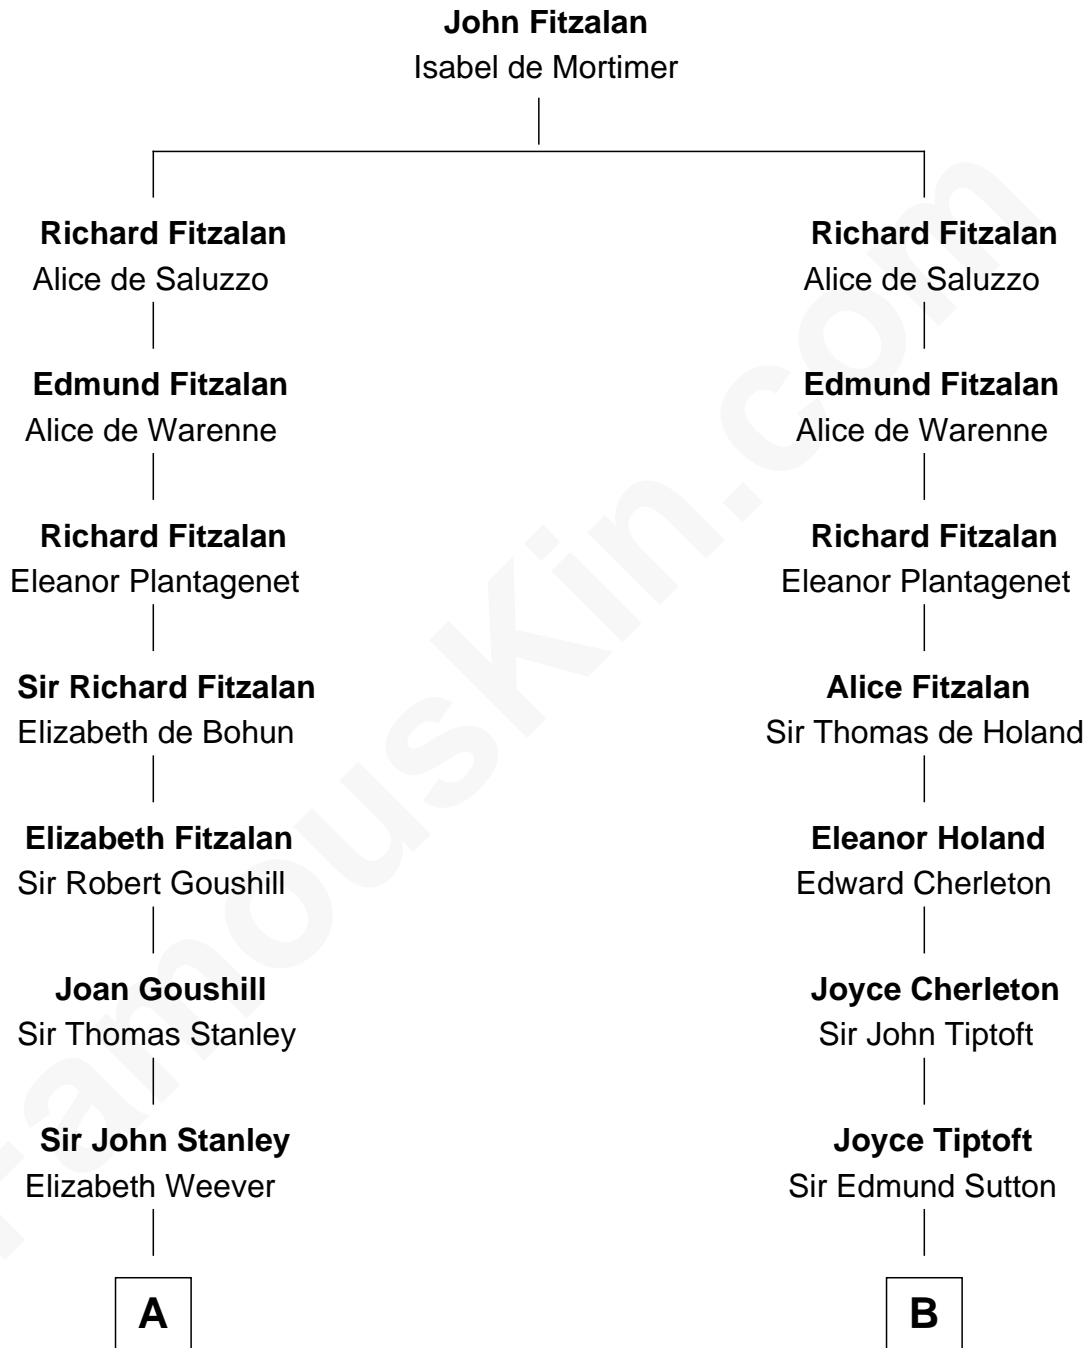 John Fitzalan
Isabel de Mortimer
Richard Fitzalan
Alice de Saluzzo
Edmund Fitzalan
Alice de Warenne
Richard Fitzalan
Eleanor Plantagenet
Sir Richard Fitzalan
Elizabeth de Bohun
Elizabeth Fitzalan
Sir Robert Goushill
Joan Goushill
Sir Thomas Stanley
Sir John Stanley
Elizabeth Weever
A
Richard Fitzalan
Alice de Saluzzo
Edmund Fitzalan
Alice de Warenne
Richard Fitzalan
Eleanor Plantagenet
Alice Fitzalan
Sir Thomas de Holand
Eleanor Holand
Edward Cherleton
Joyce Cherleton
Sir John Tiptoft
Joyce Tiptoft
Sir Edmund Sutton
B
FamousKin.com